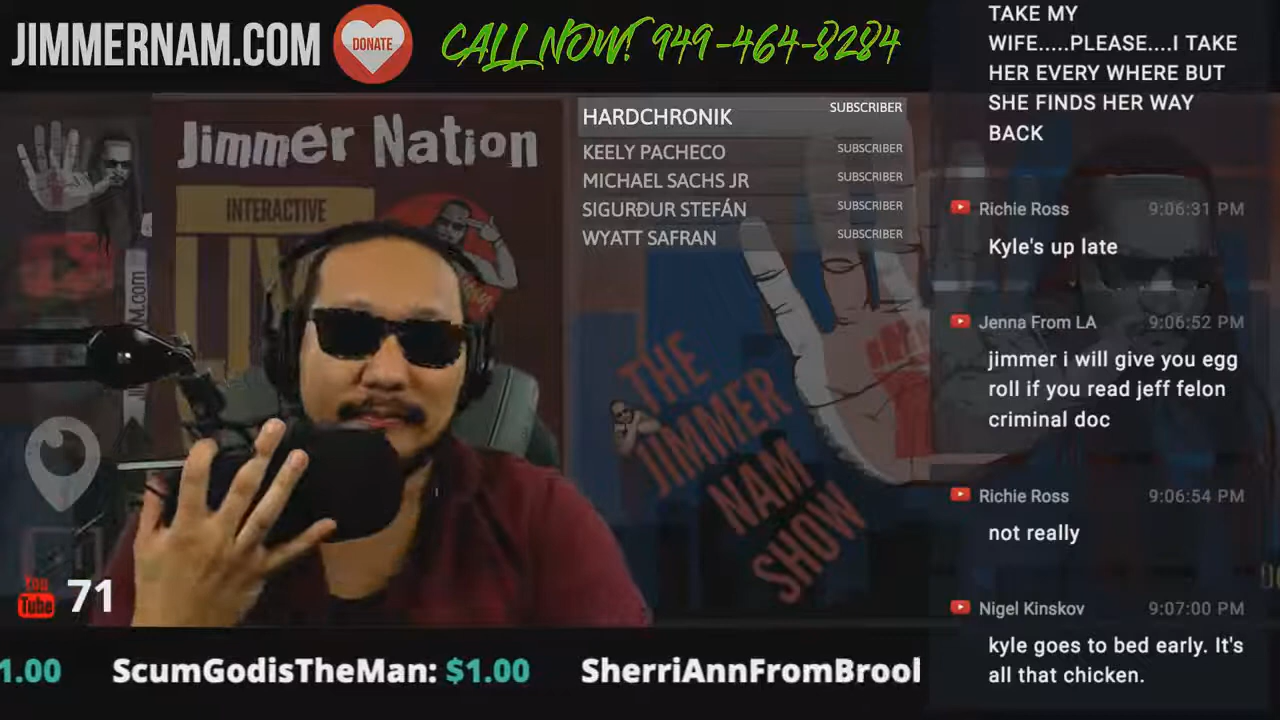 JIMMERNAM.COM
DONATE
CALL NOW! 949-464-8284
Jimmer Nation
INTERACTIVE
HARDCHRONIK SUBSCRIBER
KEELY PACHECO SUBSCRIBER
MICHAEL SACHS JR SUBSCRIBER
SIGURÐUR STEFÁN SUBSCRIBER
WYATT SAFRAN SUBSCRIBER
THE
JIMMER
NAM
SHOW
You
Tube 71
1.00 ScumGodisTheMan: $1.00 SherriAnnFromBrool
TAKE MY
WIFE.....PLEASE....I TAKE
HER EVERY WHERE BUT
SHE FINDS HER WAY
BACK
Richie Ross 9:06:31 PM
Kyle's up late
Jenna From LA 9:06:52 PM
jimmer i will give you egg
roll if you read jeff felon
criminal doc
Richie Ross 9:06:54 PM
not really
Nigel Kinskov 9:07:00 PM
kyle goes to bed early. It's
all that chicken.